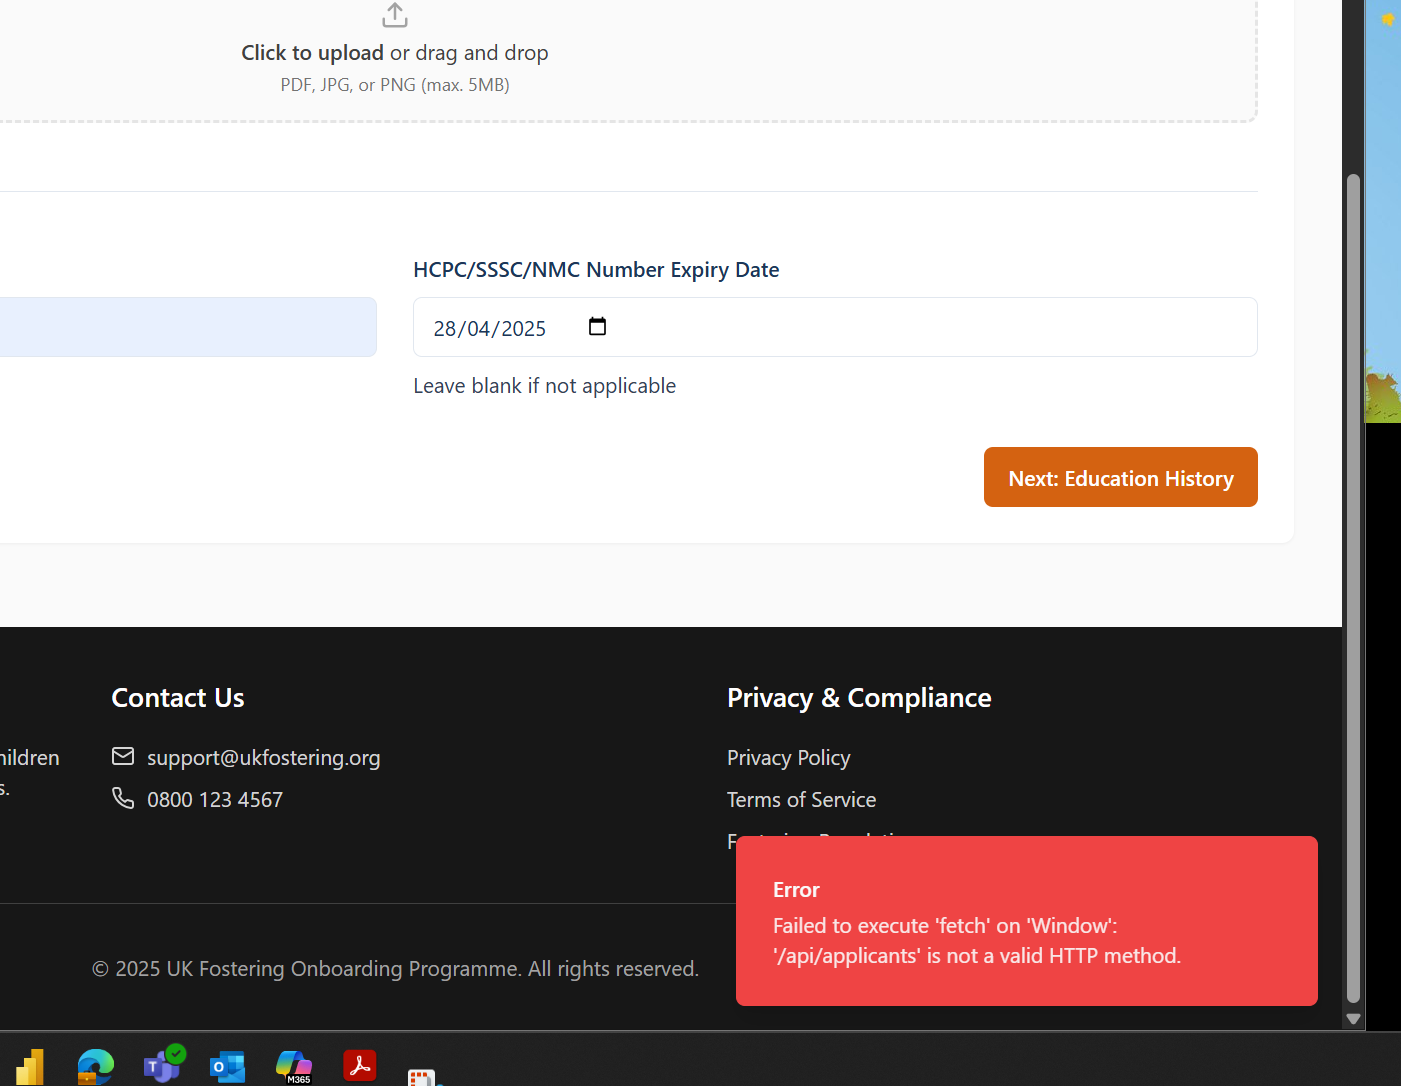 Click to upload or drag and drop
PDF, JPG, or PNG (max. 5MB)
HCPC/SSSC/NMC Number Expiry Date
28/04/2025
Leave blank if not applicable
Next: Education History
Contact Us
support@ukfostering.org
0800 123 4567
Privacy & Compliance
Privacy Policy
Terms of Service
Error
Failed to execute 'fetch' on 'Window':
'/api/applicants' is not a valid HTTP method.
© 2025 UK Fostering Onboarding Programme. All rights reserved.
M365